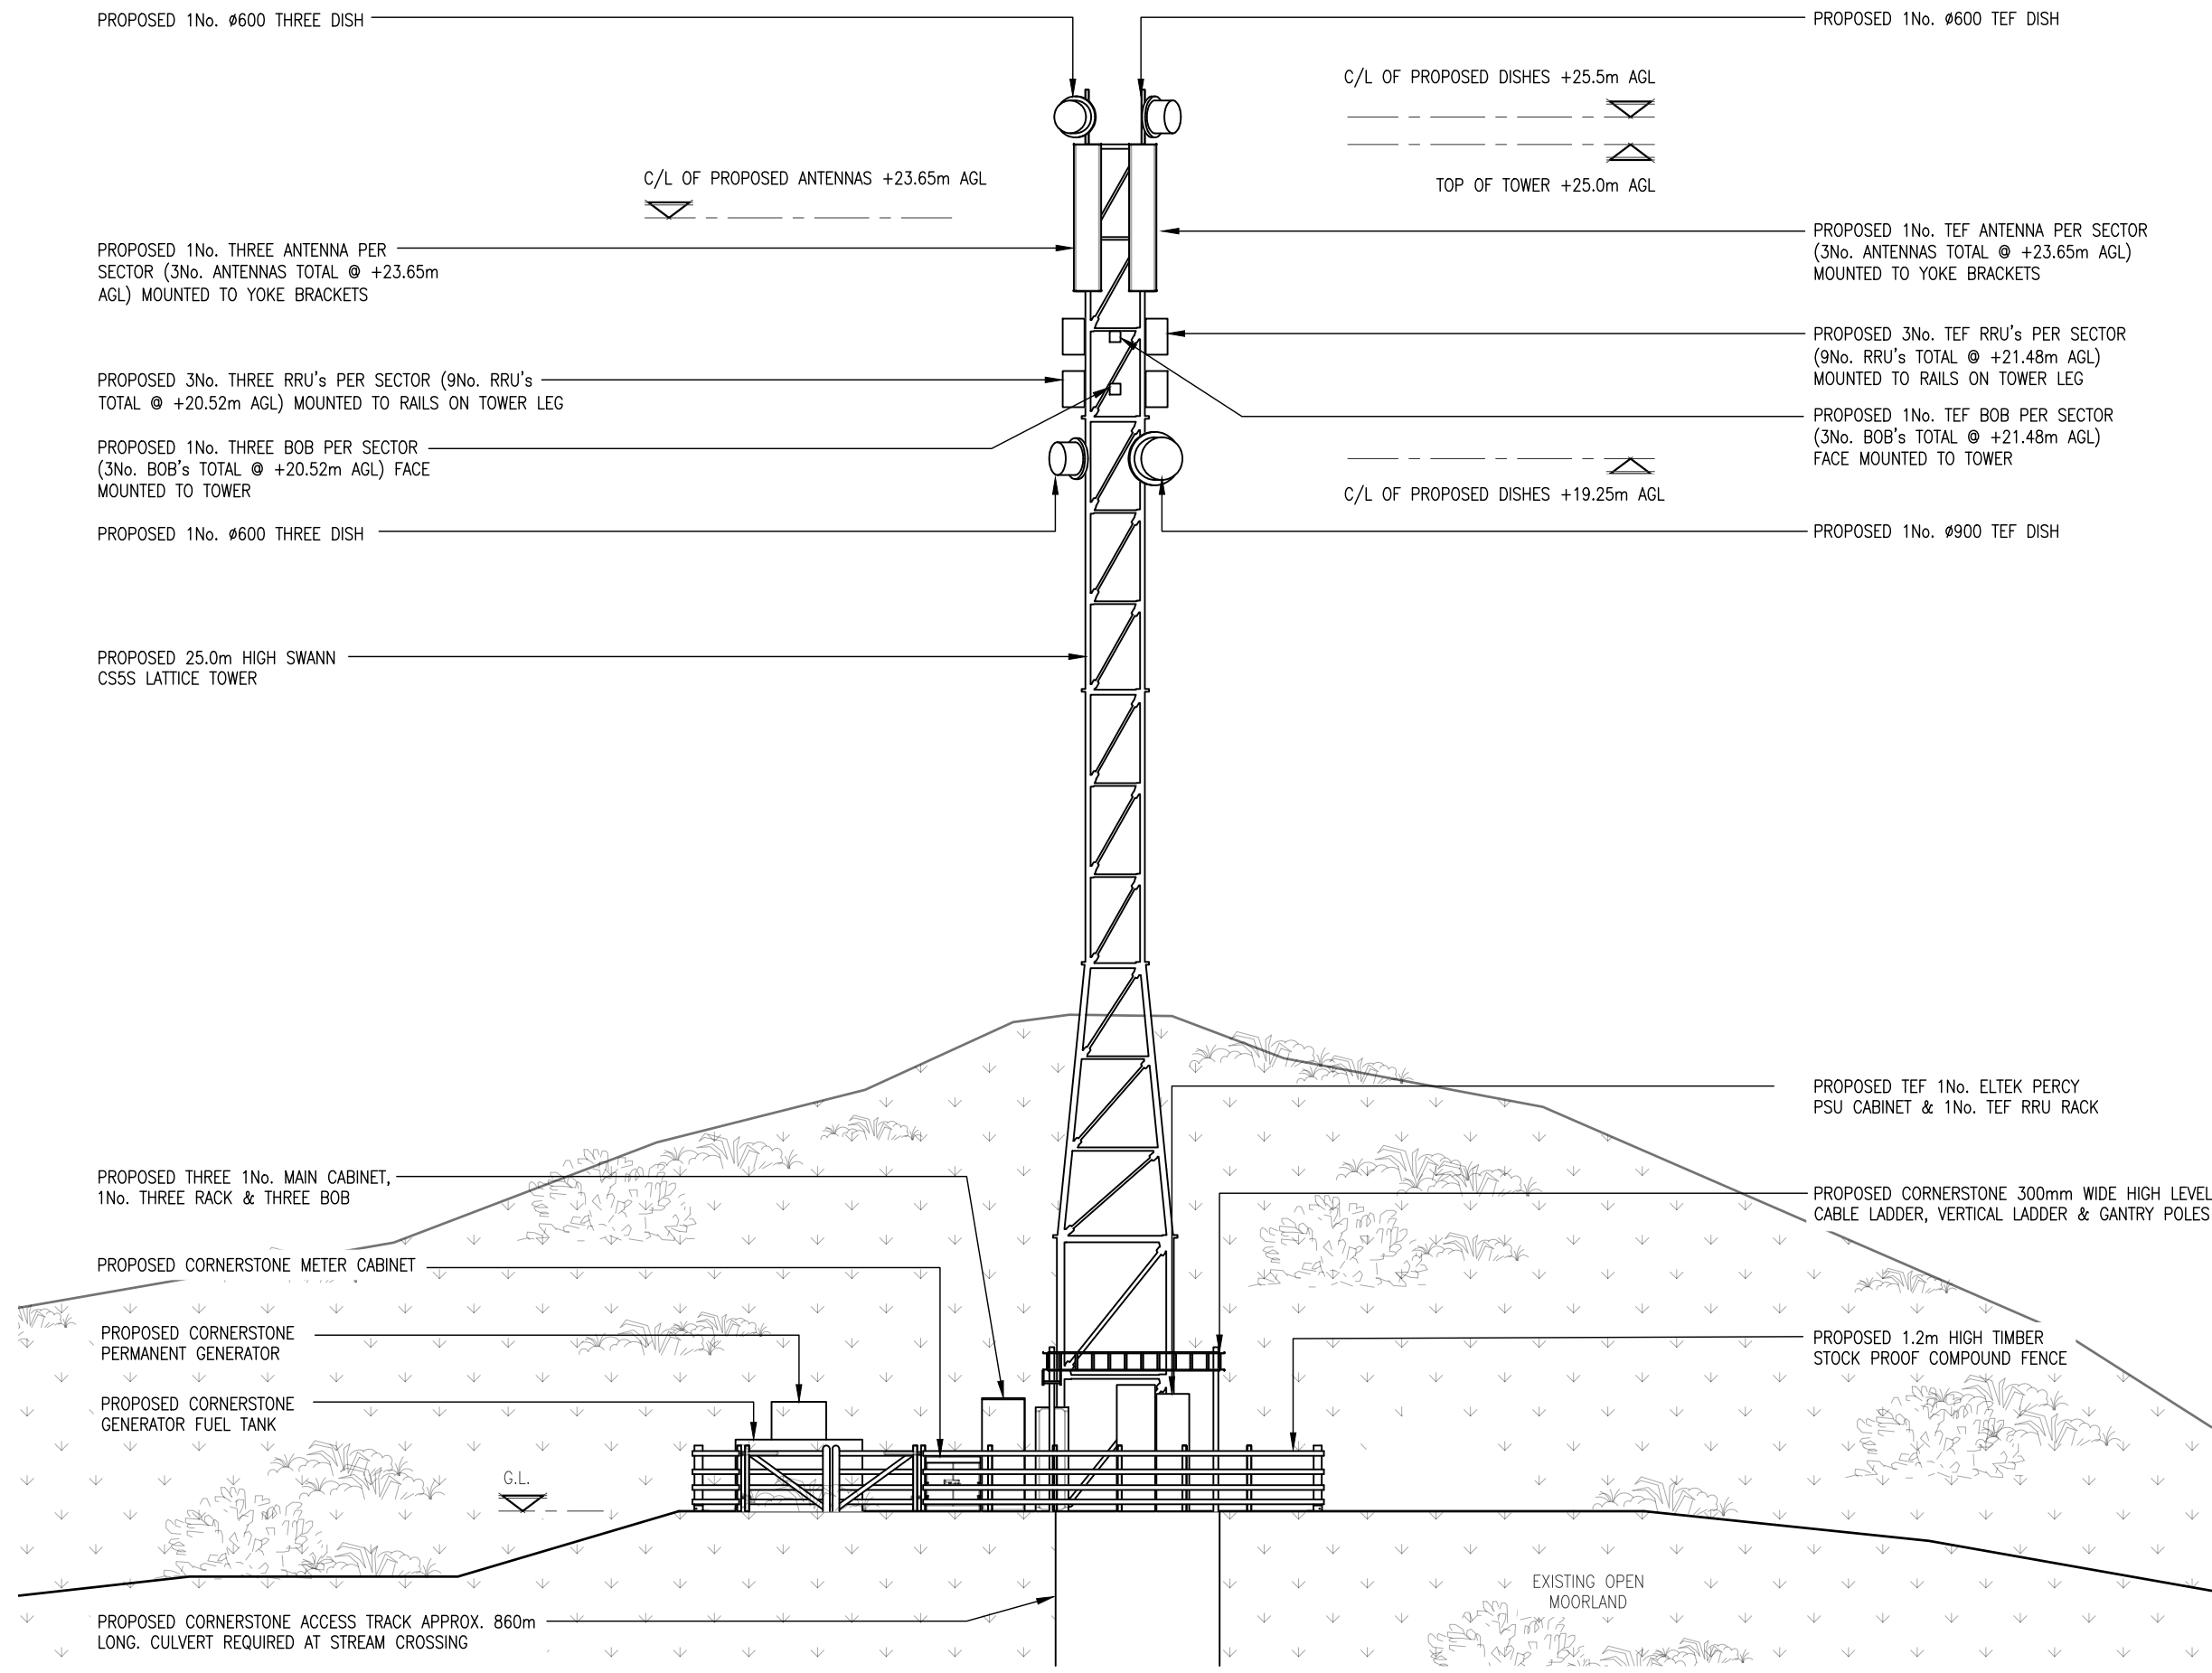 PROPOSED 1No. ø600 THREE DISH
PROPOSED 1No. ø600 TEF DISH
C/L OF PROPOSED DISHES +25.5m AGL
TOP OF TOWER +25.0m AGL
C/L OF PROPOSED ANTENNAS +23.65m AGL
PROPOSED 1No. THREE ANTENNA PER
SECTOR (3No. ANTENNAS TOTAL @ +23.65m
AGL) MOUNTED TO YOKE BRACKETS
PROPOSED 1No. TEF ANTENNA PER SECTOR
(3No. ANTENNAS TOTAL @ +23.65m AGL)
MOUNTED TO YOKE BRACKETS
PROPOSED 3No. TEF RRU's PER SECTOR
(9No. RRU's TOTAL @ +21.48m AGL)
MOUNTED TO RAILS ON TOWER LEG
PROPOSED 3No. THREE RRU's PER SECTOR (9No. RRU's
TOTAL @ +20.52m AGL) MOUNTED TO RAILS ON TOWER LEG
PROPOSED 1No. TEF BOB PER SECTOR
(3No. BOB's TOTAL @ +21.48m AGL)
FACE MOUNTED TO TOWER
PROPOSED 1No. THREE BOB PER SECTOR
(3No. BOB's TOTAL @ +20.52m AGL) FACE
MOUNTED TO TOWER
C/L OF PROPOSED DISHES +19.25m AGL
PROPOSED 1No. ø600 THREE DISH
PROPOSED 1No. ø900 TEF DISH
PROPOSED 25.0m HIGH SWANN
CS5S LATTICE TOWER
PROPOSED TEF 1No. ELTEK PERCY
PSU CABINET & 1No. TEF RRU RACK
PROPOSED THREE 1No. MAIN CABINET,
1No. THREE RACK & THREE BOB
PROPOSED CORNERSTONE 300mm WIDE HIGH LEVEL
CABLE LADDER, VERTICAL LADDER & GANTRY POLES
PROPOSED CORNERSTONE METER CABINET
PROPOSED CORNERSTONE
PERMANENT GENERATOR
PROPOSED 1.2m HIGH TIMBER
STOCK PROOF COMPOUND FENCE
PROPOSED CORNERSTONE
GENERATOR FUEL TANK
G.L.
EXISTING OPEN
MOORLAND
PROPOSED CORNERSTONE ACCESS TRACK APPROX. 860m
LONG. CULVERT REQUIRED AT STREAM CROSSING